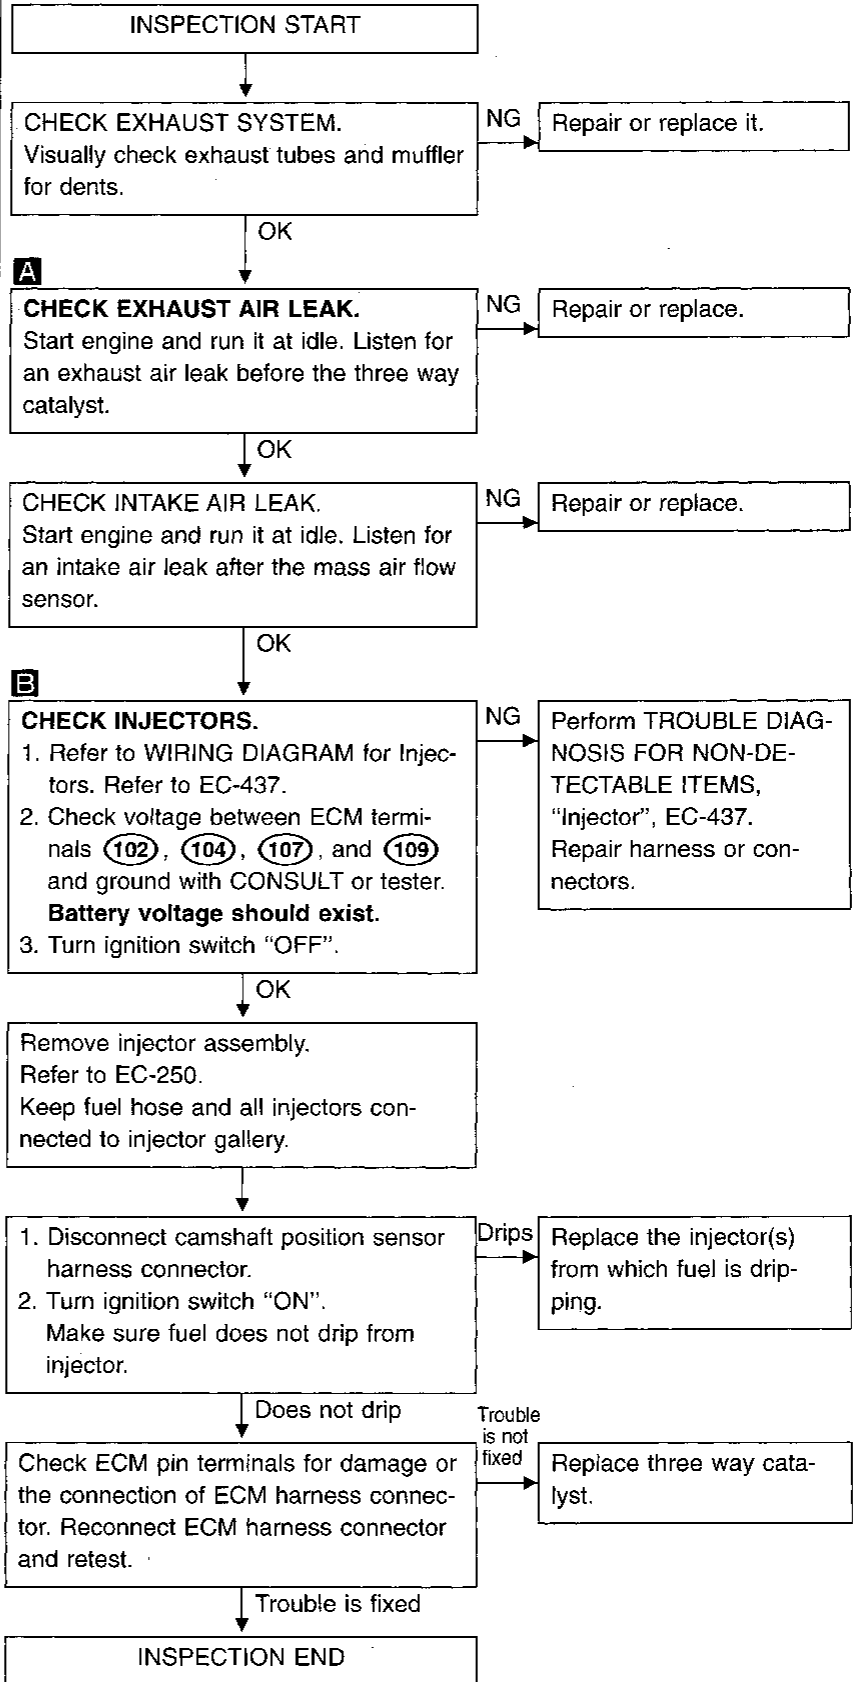 INSPECTION START
CHECK EXHAUST SYSTEM.
Visually check exhaust tubes and muffler
for dents.
NG
Repair or replace it.
OK
A
CHECK EXHAUST AIR LEAK.
Start engine and run it at idle. Listen for
an exhaust air leak before the three way
catalyst.
NG
Repair or replace.
OK
CHECK INTAKE AIR LEAK.
Start engine and run it at idle. Listen for
an intake air leak after the mass air flow
sensor.
NG
Repair or replace.
OK
B
CHECK INJECTORS.
1. Refer to WIRING DIAGRAM for Injec-
tors. Refer to EC-437.
2. Check voltage between ECM termi-
nals 102, 104, 107, and 109
and ground with CONSULT or tester.
Battery voltage should exist.
3. Turn ignition switch “OFF”.
NG
Perform TROUBLE DIAG-
NOSIS FOR NON-DE-
TECTABLE ITEMS,
“Injector”, EC-437.
Repair harness or con-
nectors.
OK
Remove injector assembly.
Refer to EC-250.
Keep fuel hose and all injectors con-
nected to injector gallery.
1. Disconnect camshaft position sensor
harness connector.
2. Turn ignition switch “ON”.
Make sure fuel does not drip from
injector.
Drips
Replace the injector(s)
from which fuel is drip-
ping.
Does not drip
Check ECM pin terminals for damage or
the connection of ECM harness connec-
tor. Reconnect ECM harness connector
and retest.
Trouble
is not
fixed
Replace three way cata-
lyst.
Trouble is fixed
INSPECTION END